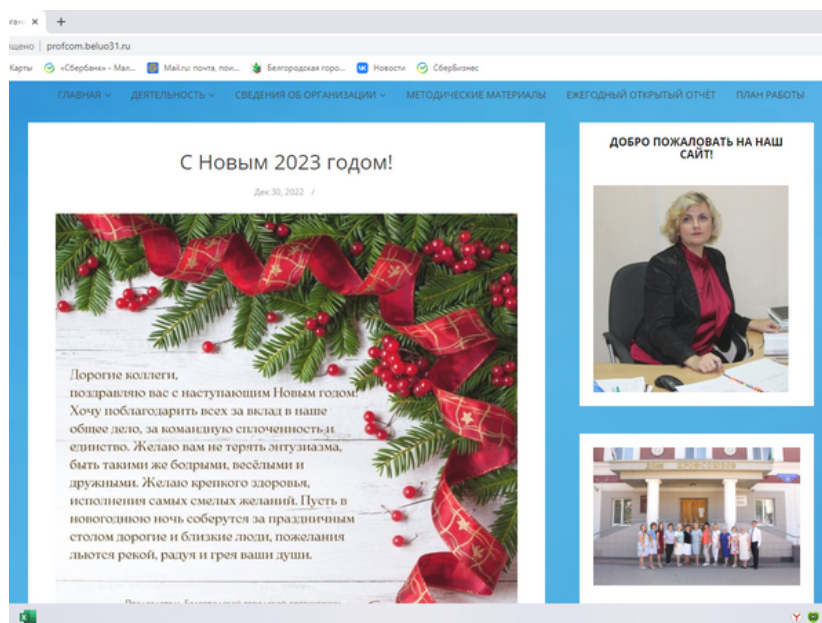 profcom.beluo31.ru
Карты «Сбербанк» - Мал... Mail.ru: почта, пои... Белгородская горо... Новости СберБизнес
ГЛАВНАЯ ДЕЯТЕЛЬНОСТЬ СВЕДЕНИЯ ОБ ОРГАНИЗАЦИИ МЕТОДИЧЕСКИЕ МАТЕРИАЛЫ ЕЖЕГОДНЫЙ ОТКРЫТЫЙ ОТЧЁТ ПЛАН РАБОТЫ
С Новым 2023 годом!
Дек 30, 2022 /
Дорогие коллеги,
поздравляю вас с наступающим Новым годом!
Хочу поблагодарить всех за вклад в наше
общее дело, за командную сплоченность и
единство. Желаю вам не терять энтузиазма,
быть такими же бодрыми, весёлыми и
дружными. Желаю крепкого здоровья,
исполнения самых смелых желаний. Пусть в
новогоднюю ночь соберутся за праздничным
столом дорогие и близкие люди, пожелания
льются рекой, радуя и грея ваши души.
ДОБРО ПОЖАЛОВАТЬ НА НАШ
САЙТ!
ДОМ ПРОФСОЮЗОВ